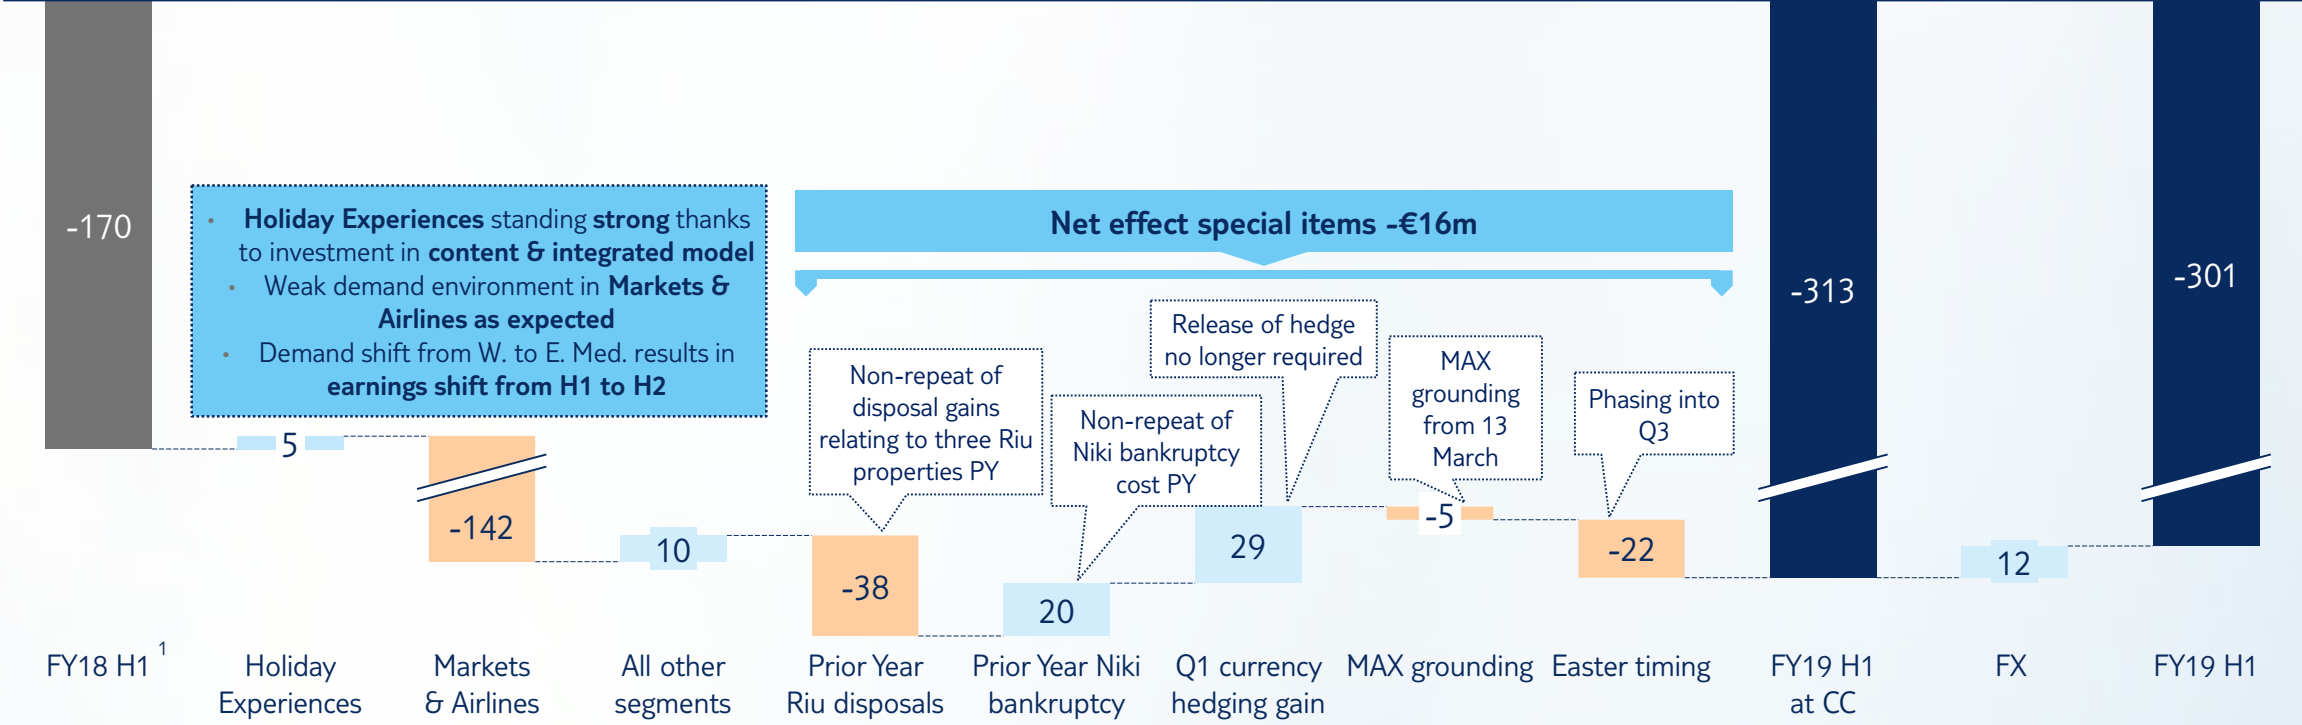 -170
• Holiday Experiences standing strong thanks
to investment in content & integrated model
• Weak demand environment in Markets &
Airlines as expected
• Demand shift from W. to E. Med. results in
earnings shift from H1 to H2
Net effect special items -€16m
-313
-301
Non-repeat of
disposal gains
relating to three Riu
properties PY
Non-repeat of
Niki bankruptcy
cost PY
Release of hedge
no longer required
MAX
grounding
from 13
March
Phasing into
Q3
5
-142
10
-38
20
29
-5
-22
12
FY18 H1 1
Holiday
Experiences
Markets
& Airlines
All other
segments
Prior Year
Riu disposals
Prior Year Niki
bankruptcy
Q1 currency
hedging gain
MAX grounding
Easter timing
FY19 H1
at CC
FX
FY19 H1